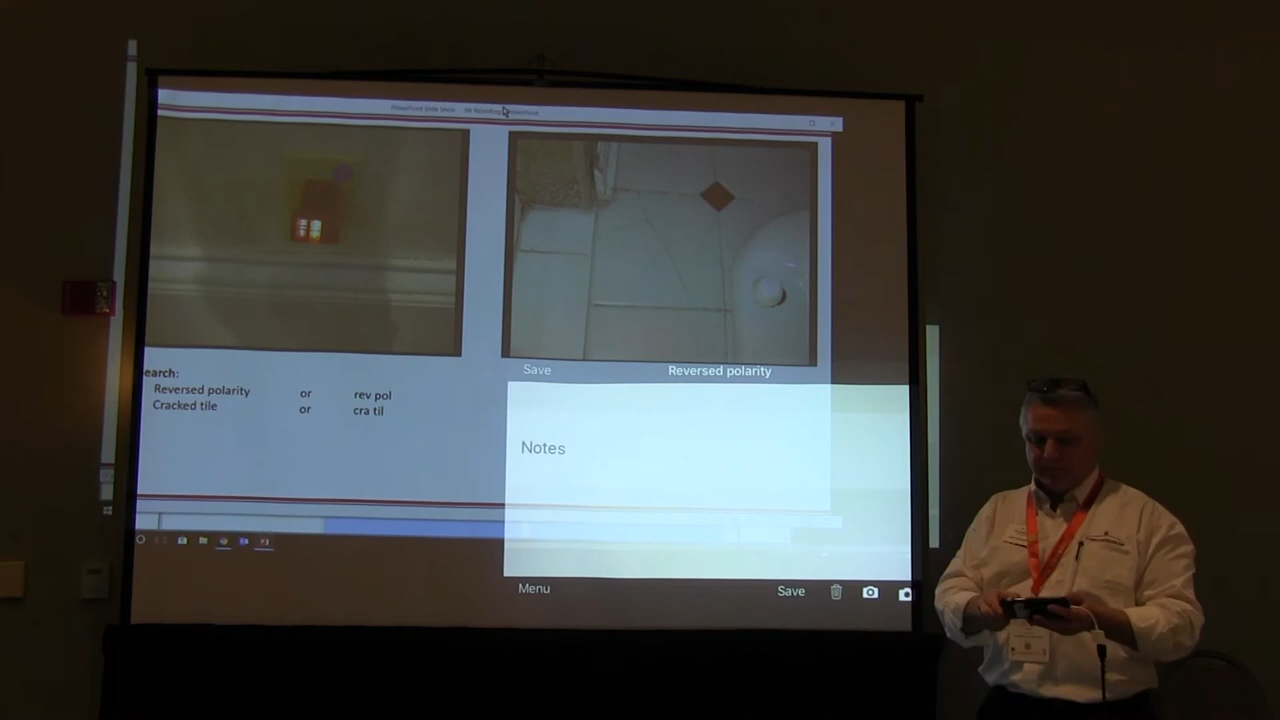 earch:
Reversed polarity or rev pol
Cracked tile or cra til
Save Reversed polarity
Notes
Menu Save